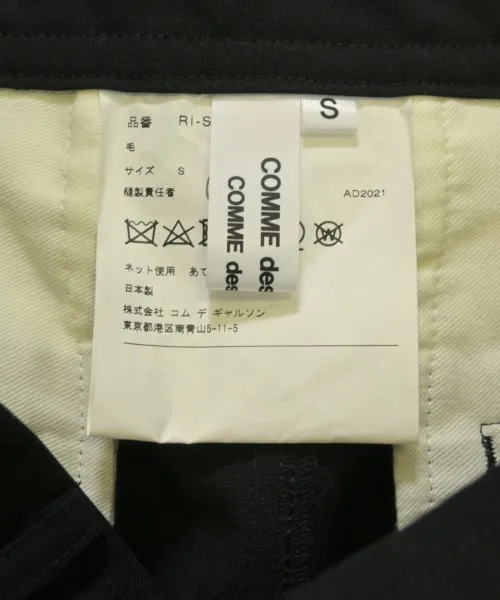 品番 RI-S
S
毛
サイズ S
縫製責任者
AD2021
COMME des
COMME des
W
ネット使用 あて
日本製
株式会社 コム デ ギャルソン
東京都港区南青山5-11-5